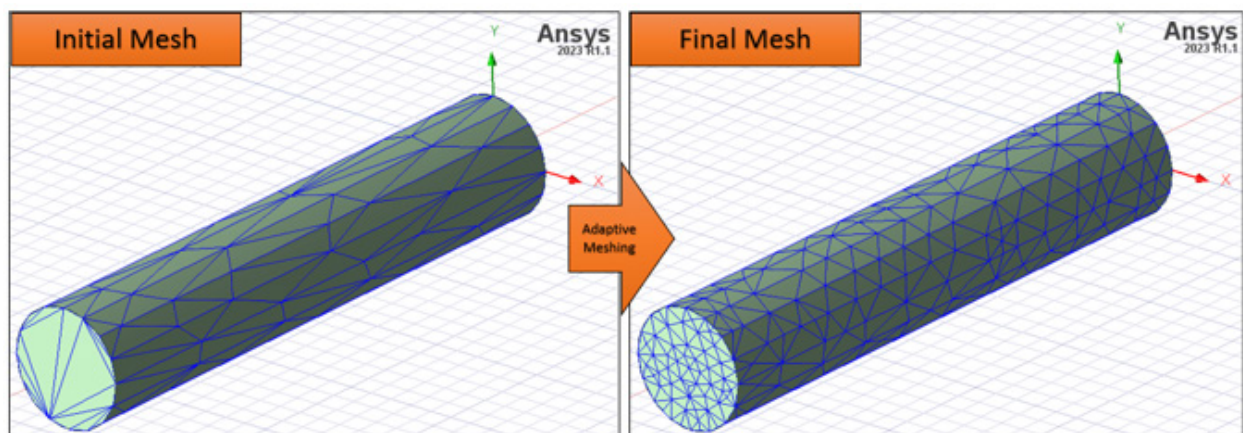 Initial Mesh
Ansys
2023 R1.1
Y
X
Adaptive
Meshing
Final Mesh
Ansys
2023 R1.1
Y
X